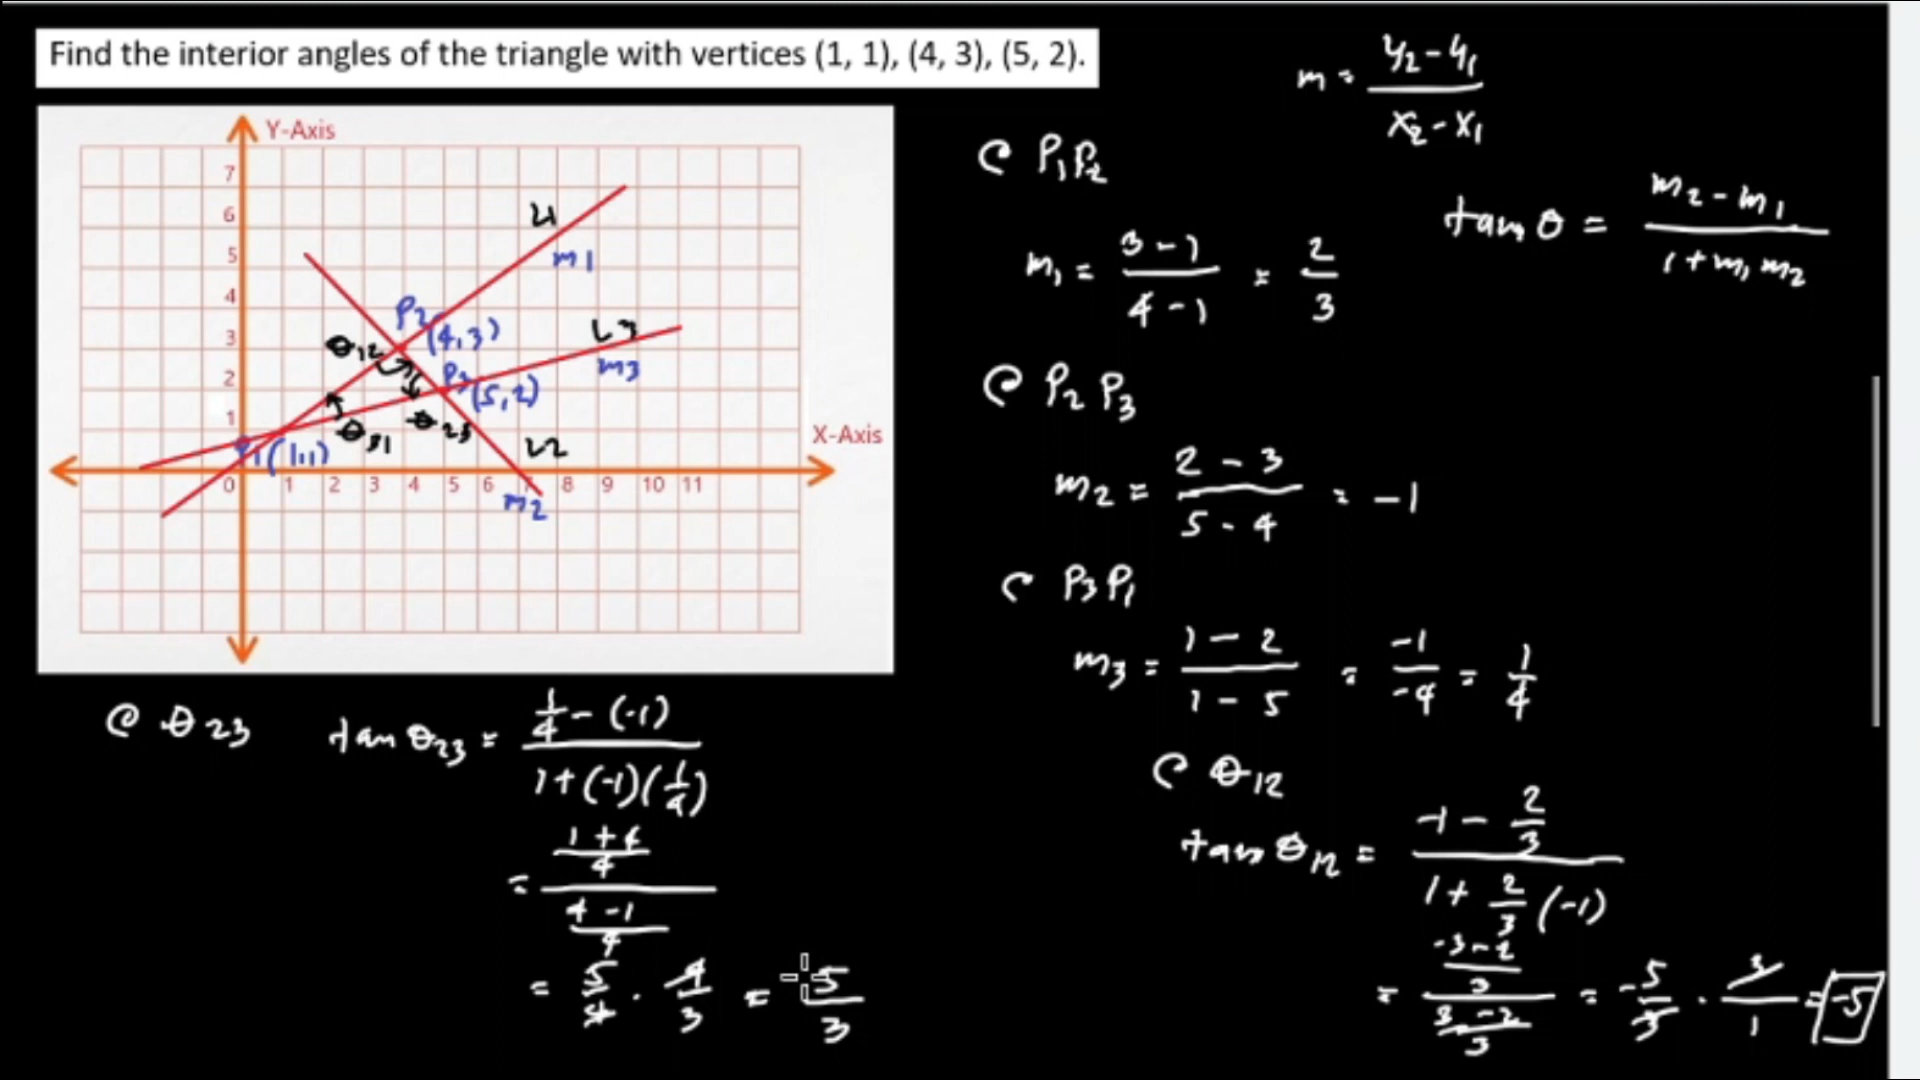 Find the interior angles of the triangle with vertices (1, 1), (4, 3), (5, 2).
m = y₂ - y₁ / x₂ - x₁
tan θ = m₂ - m₁ / 1 + m₁ m₂
Y-Axis
7
6
5
4
3
2
1
0 1 2 3 4 5 6 7 8 9 10 11
X-Axis
L1
m1
P2 (4,3)
L3
m3
θ12
P3 (5,2)
θ31
θ23
P1 (1,1)
L2
m2
@ P₁P₂
m₁ = 3 - 1 / 4 - 1 = 2/3
@ P₂ P₃
m₂ = 2 - 3 / 5 - 4 = -1
@ P₃P₁
m₃ = 1 - 2 / 1 - 5 = -1/-4 = 1/4
@ θ12
tan θ12 = -1 - 2/3 / 1 + 2/3 (-1)
= -3-2/3 / 3-2/3 = -5/3 · 3/1 = -5
@ θ23 tan θ23 = 1/4 - (-1) / 1 + (-1)(1/4)
= 1+4/4 / 4-1/4
= 5/4 · 4/3 = 5/3